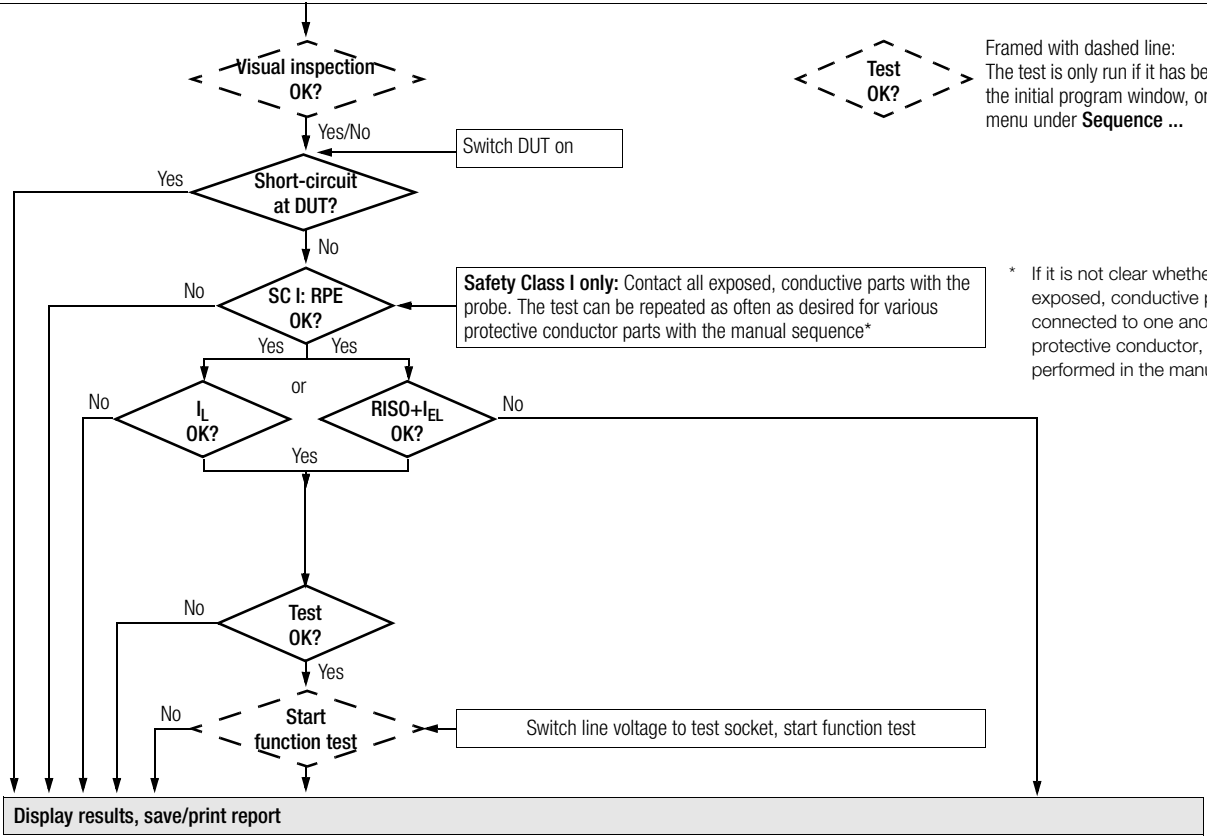 Visual inspection
OK?
Test
OK?
Framed with dashed line:
The test is only run if it has
the initial program window,
menu under Sequence ...
Yes/No
Switch DUT on
Yes
Short-circuit
at DUT?
No
No
SC I: RPE
OK?
Safety Class I only: Contact all exposed, conductive parts with the
probe. The test can be repeated as often as desired for various
protective conductor parts with the manual sequence*
* If it is not clear
exposed, conductive
connected to one
protective conductor,
performed in the
Yes
Yes
or
No
IL
OK?
RISO+IEL
OK?
No
Yes
No
Test
OK?
Yes
No
Start
function test
Switch line voltage to test socket, start function test
Display results, save/print report